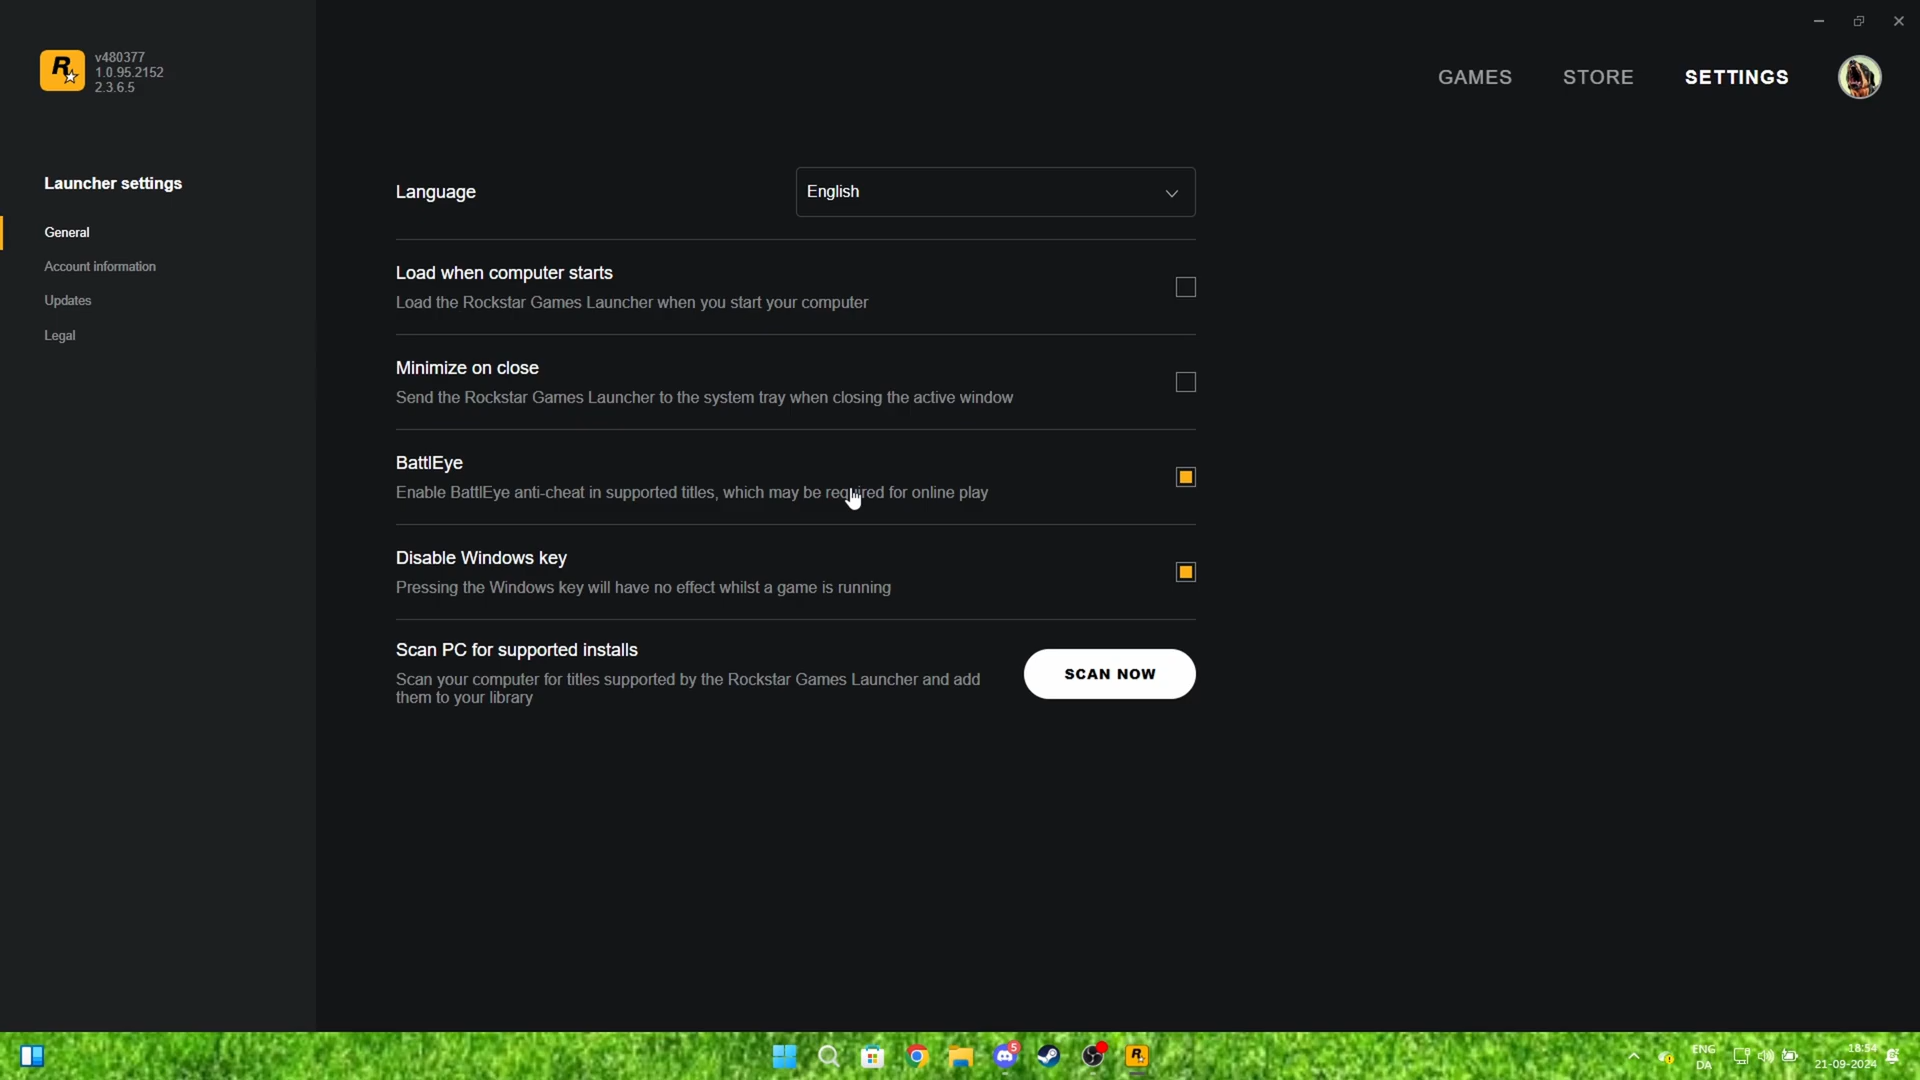 v480377
1.0.95.2152
2.3.6.5
GAMES
STORE
SETTINGS
Launcher settings
General
Account information
Updates
Legal
Language
English
Load when computer starts
Load the Rockstar Games Launcher when you start your computer
Minimize on close
Send the Rockstar Games Launcher to the system tray when closing the active window
BattlEye
Enable BattlEye anti-cheat in supported titles, which may be required for online play
Disable Windows key
Pressing the Windows key will have no effect whilst a game is running
Scan PC for supported installs
Scan your computer for titles supported by the Rockstar Games Launcher and add
them to your library
SCAN NOW
5
ENG
DA
18:54
21-09-2024